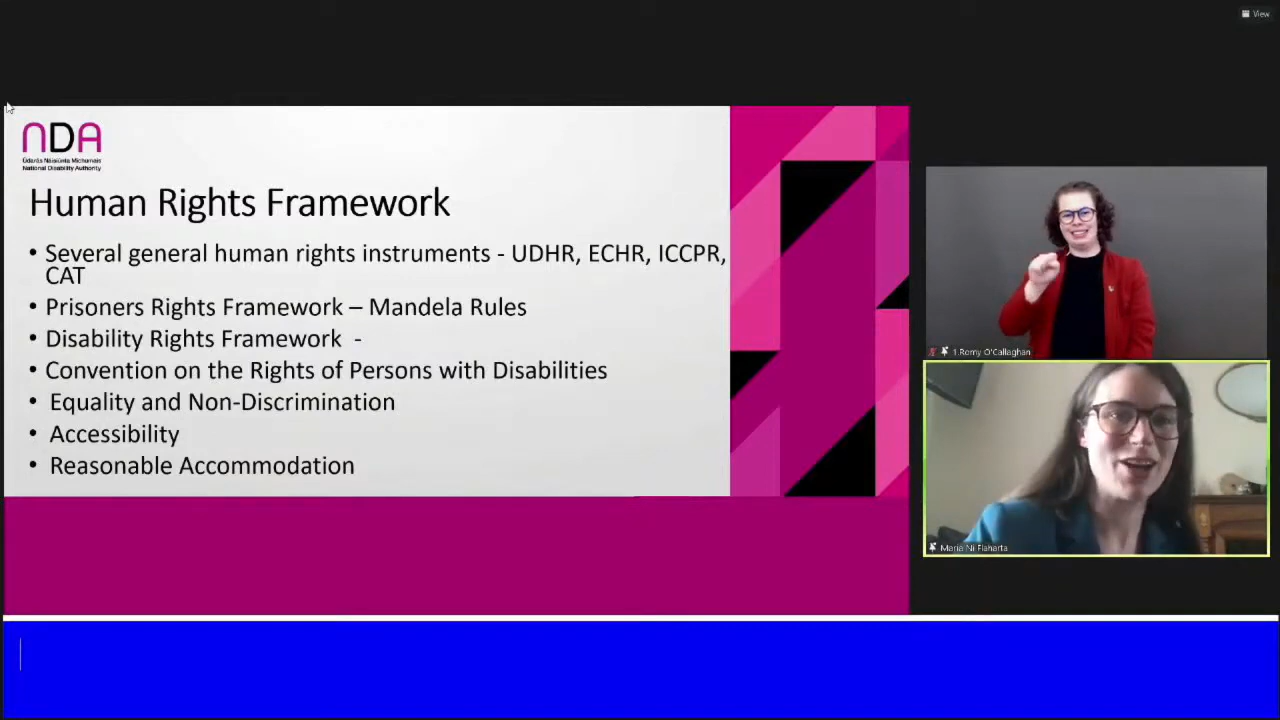 View
nDA
Údarás Náisiúnta Míchumais
National Disability Authority
Human Rights Framework
• Several general human rights instruments - UDHR, ECHR, ICCPR,
CAT
• Prisoners Rights Framework – Mandela Rules
• Disability Rights Framework -
• Convention on the Rights of Persons with Disabilities
• Equality and Non-Discrimination
• Accessibility
• Reasonable Accommodation
1.Romy O'Callaghan
Maria Ní Flaharta